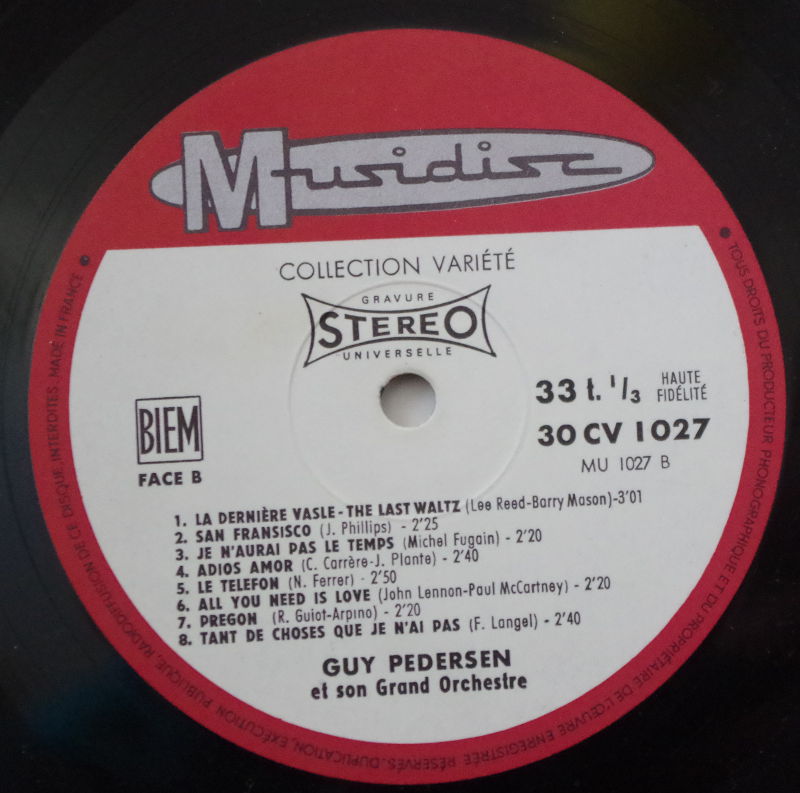 Musidisc
COLLECTION VARIÉTÉ
GRAVURE
STEREO
UNIVERSELLE
33 t. 1/3 HAUTE FIDÉLITÉ
30 CV 1027
MU 1027 B
BIEM
FACE B
1. LA DERNIÈRE VASLE - THE LAST WALTZ (Lee Reed-Barry Mason)-3'01
2. SAN FRANSISCO (J. Phillips) - 2'25
3. JE N'AURAI PAS LE TEMPS (Michel Fugain) - 2'20
4. ADIOS AMOR (C. Carrère-J. Plante) - 2'40
5. LE TELEFON (N. Ferrer) - 2'50
6. ALL YOU NEED IS LOVE (John Lennon-Paul McCartney) - 2'20
7. PREGON (R. Guiot-Arpino) - 2'20
8. TANT DE CHOSES QUE JE N'AI PAS (F. Langel) - 2'40
GUY PEDERSEN
et son Grand Orchestre
TOUS DROITS DU PRODUCTEUR PHONOGRAPHIQUE ET DU PROPRIÉTAIRE DE L'ŒUVRE ENREGISTRÉE RÉSERVÉS. DUPLICATION, EXÉCUTION PUBLIQUE, RADIODIFFUSION DE CE DISQUE INTERDITES. MADE IN FRANCE